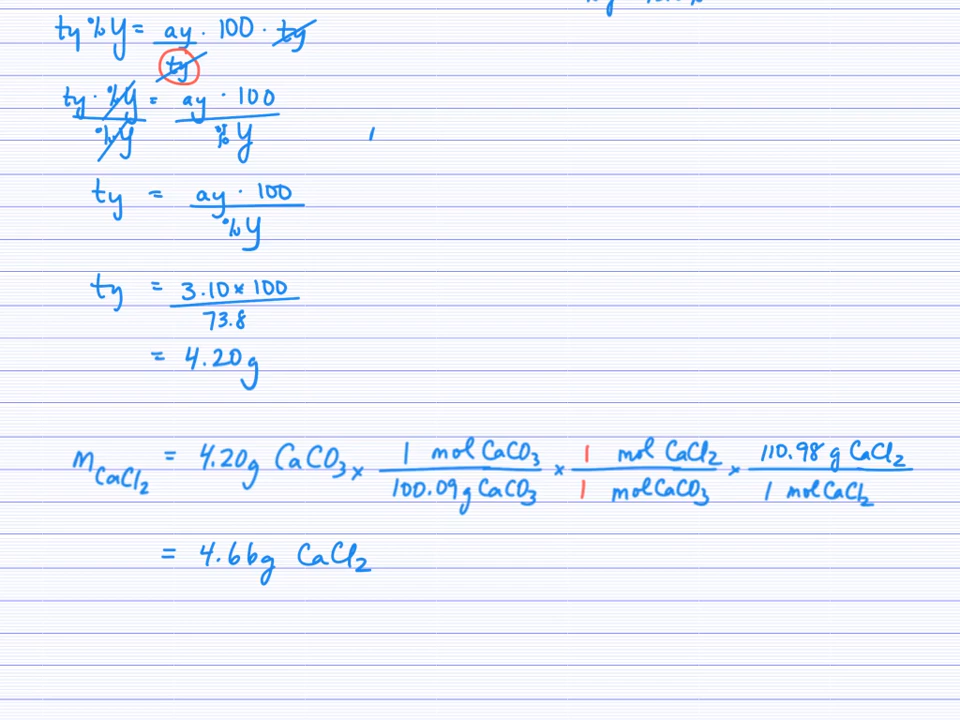 ty %Y = ay / ty · 100 · ty
ty · %Y / %Y = ay · 100 / %Y
ty = ay · 100 / %Y
ty = 3.10 × 100 / 73.8
= 4.20g
m CaCl₂ = 4.20g CaCO₃ × 1 mol CaCO₃ / 100.09g CaCO₃ × 1 mol CaCl₂ / 1 mol CaCO₃ × 110.98 g CaCl₂ / 1 mol CaCl₂
= 4.66g CaCl₂